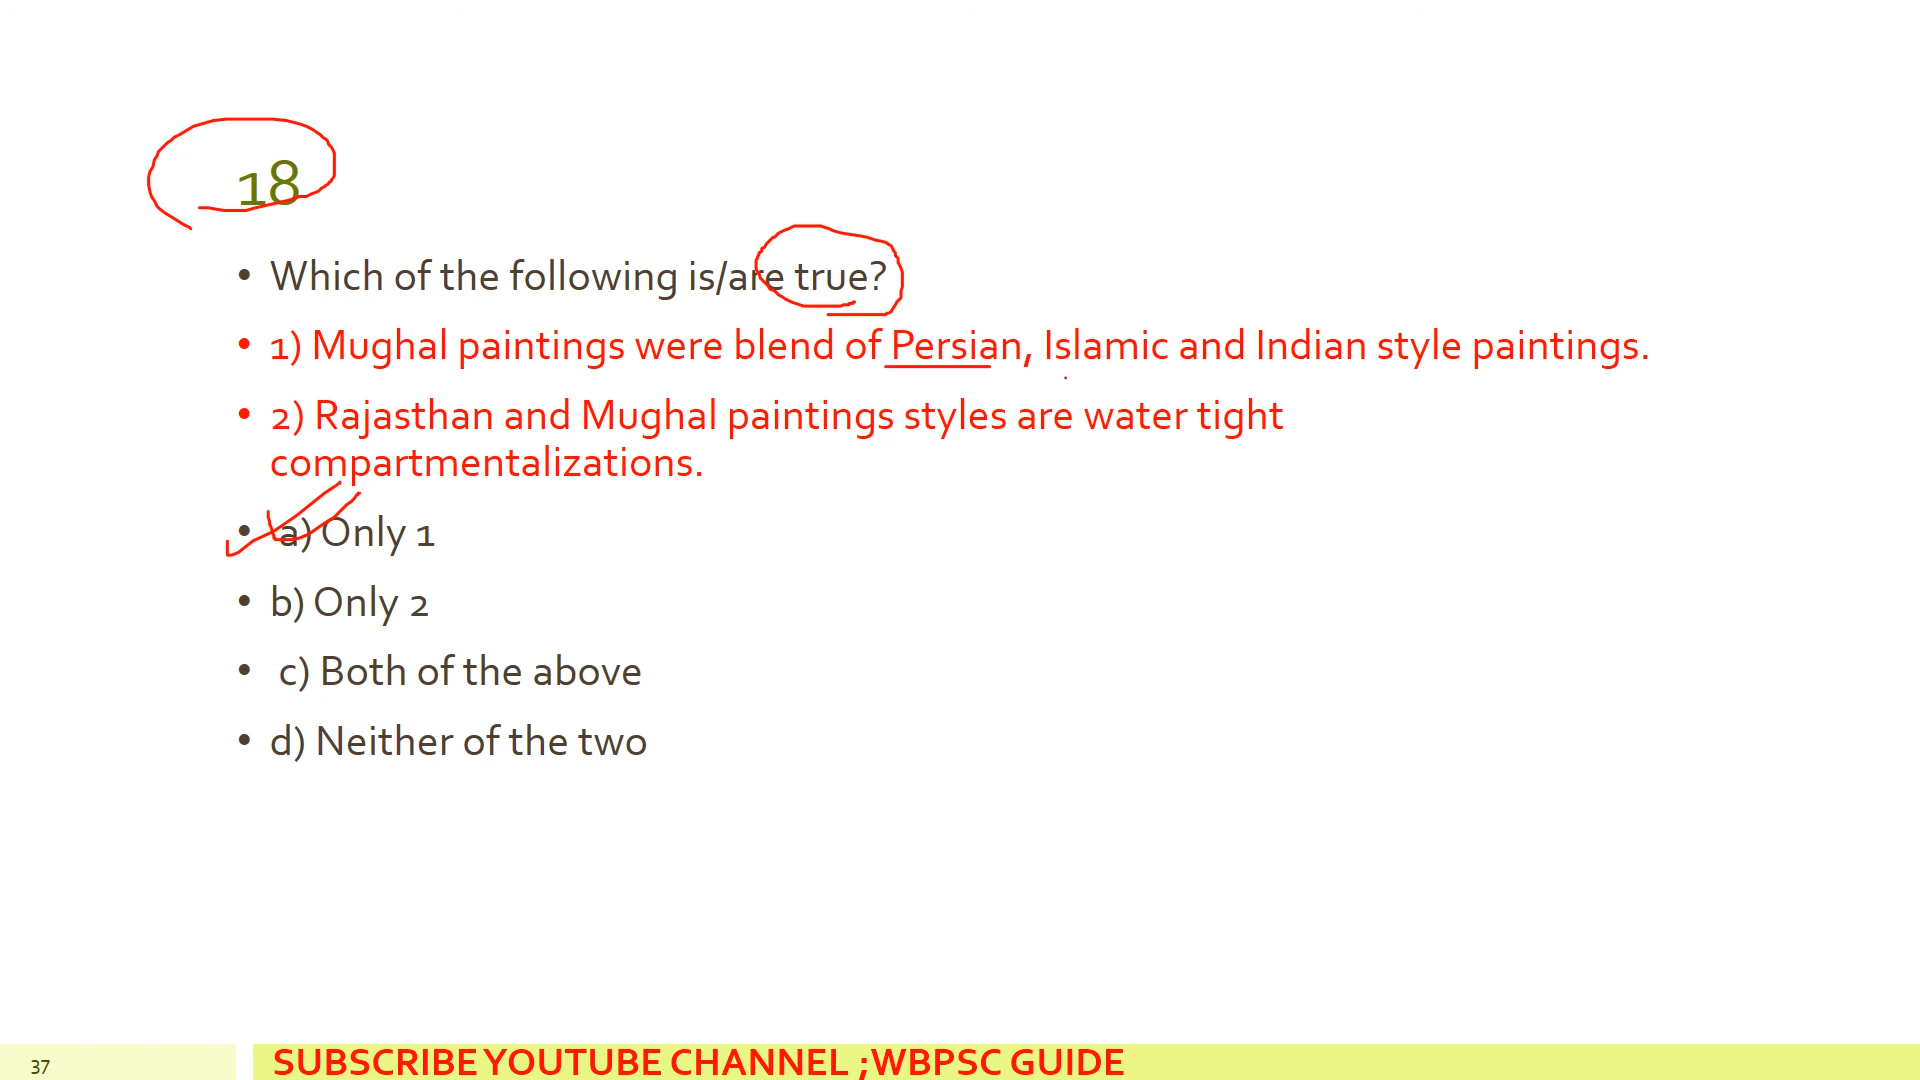 18
• Which of the following is/are true?
• 1) Mughal paintings were blend of Persian, Islamic and Indian style paintings.
• 2) Rajasthan and Mughal paintings styles are water tight
compartmentalizations.
• a) Only 1
• b) Only 2
• c) Both of the above
• d) Neither of the two
37
SUBSCRIBE YOUTUBE CHANNEL ;WBPSC GUIDE